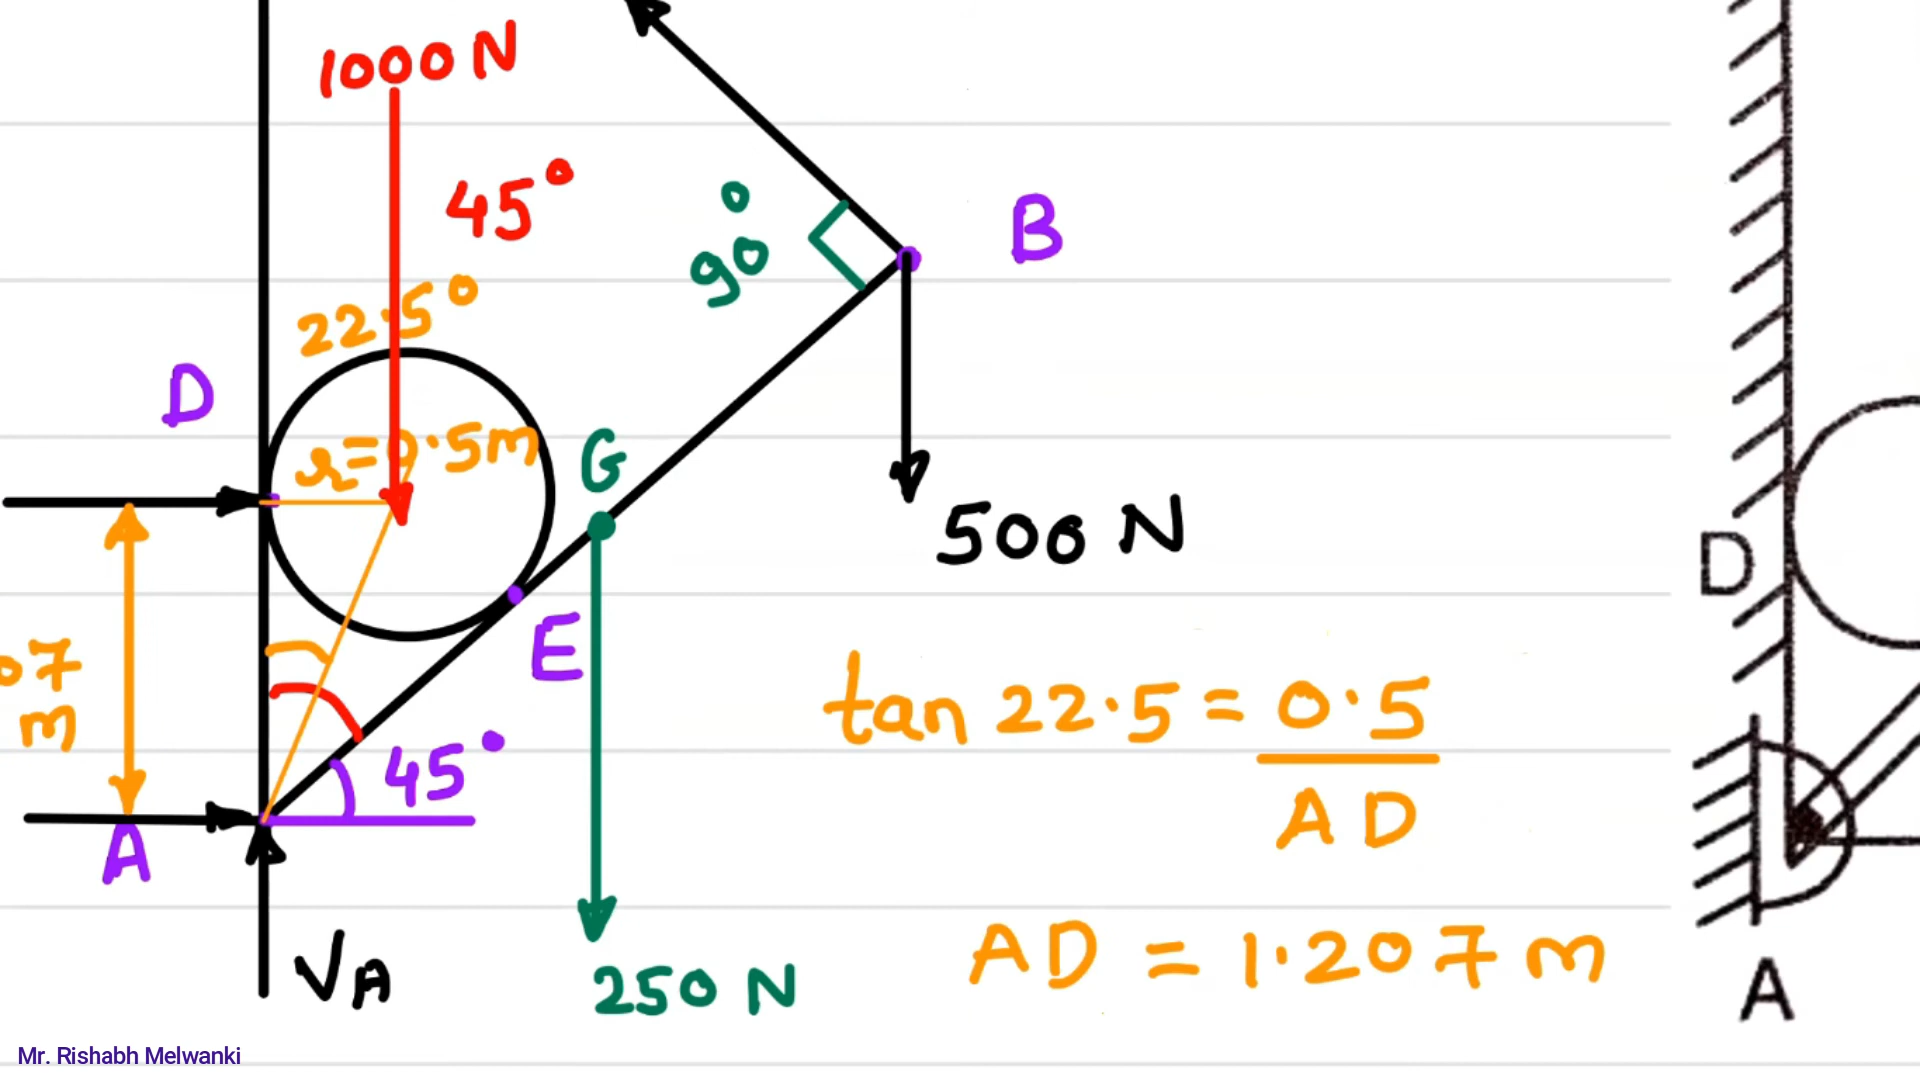 1000 N
45°
90°
B
22.5°
D
r=0.5m
G
500 N
D
E
07
m
tan 22.5 = 0.5
AD
45°
A
VA
250 N
AD = 1.207 m
A
Mr. Rishabh Melwanki